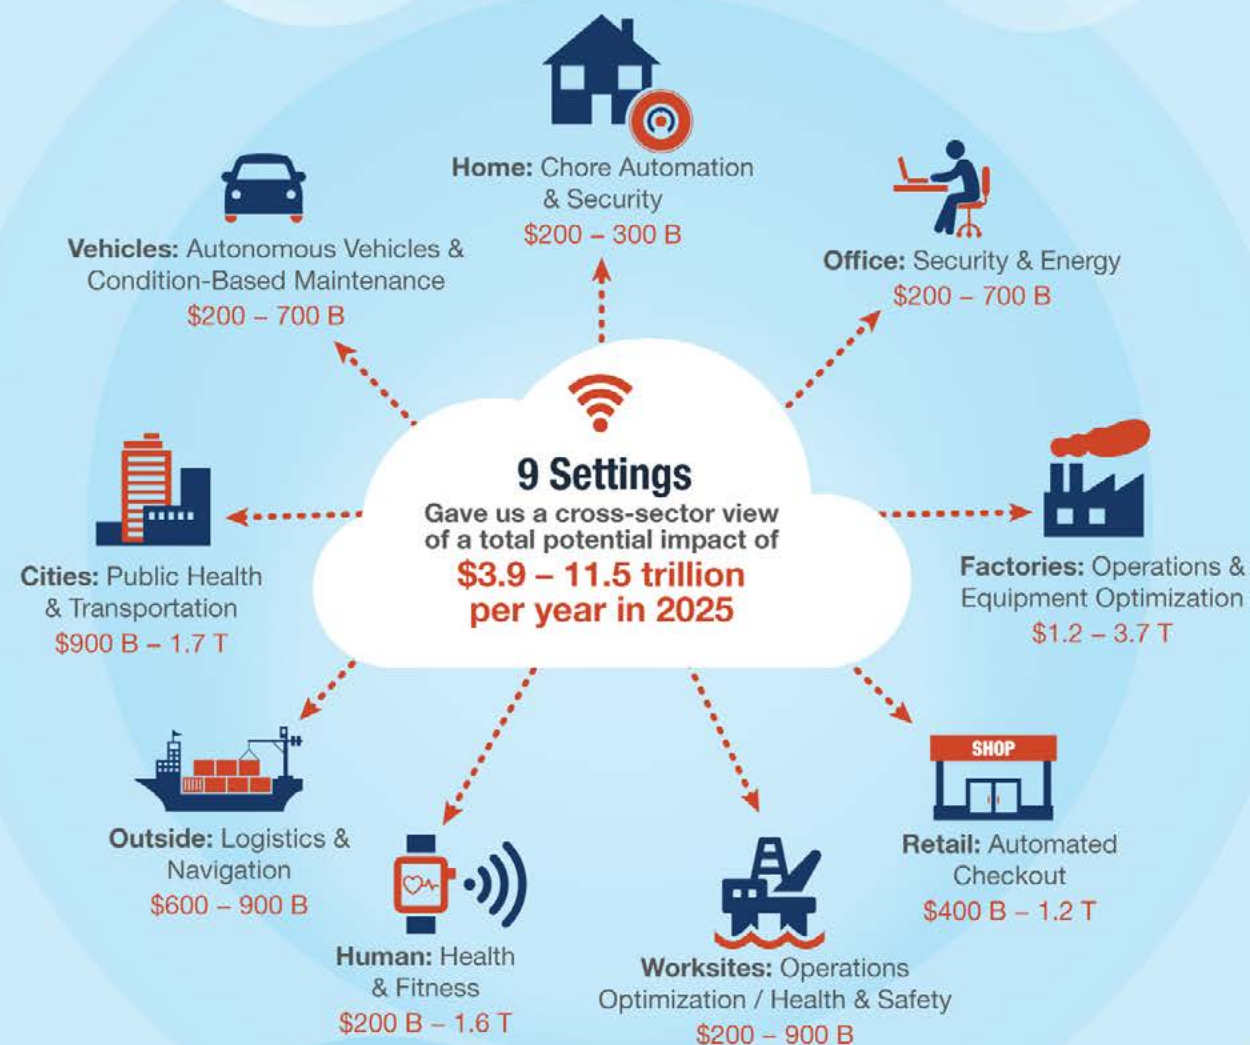 Home: Chore Automation
& Security
$200 – 300 B
Vehicles: Autonomous Vehicles &
Condition-Based Maintenance
$200 – 700 B
Office: Security & Energy
$200 – 700 B
9 Settings
Gave us a cross-sector view
of a total potential impact of
$3.9 – 11.5 trillion
per year in 2025
Cities: Public Health
& Transportation
$900 B – 1.7 T
Factories: Operations &
Equipment Optimization
$1.2 – 3.7 T
Outside: Logistics &
Navigation
$600 – 900 B
SHOP
Retail: Automated
Checkout
$400 B – 1.2 T
Human: Health
& Fitness
$200 B – 1.6 T
Worksites: Operations
Optimization / Health & Safety
$200 – 900 B